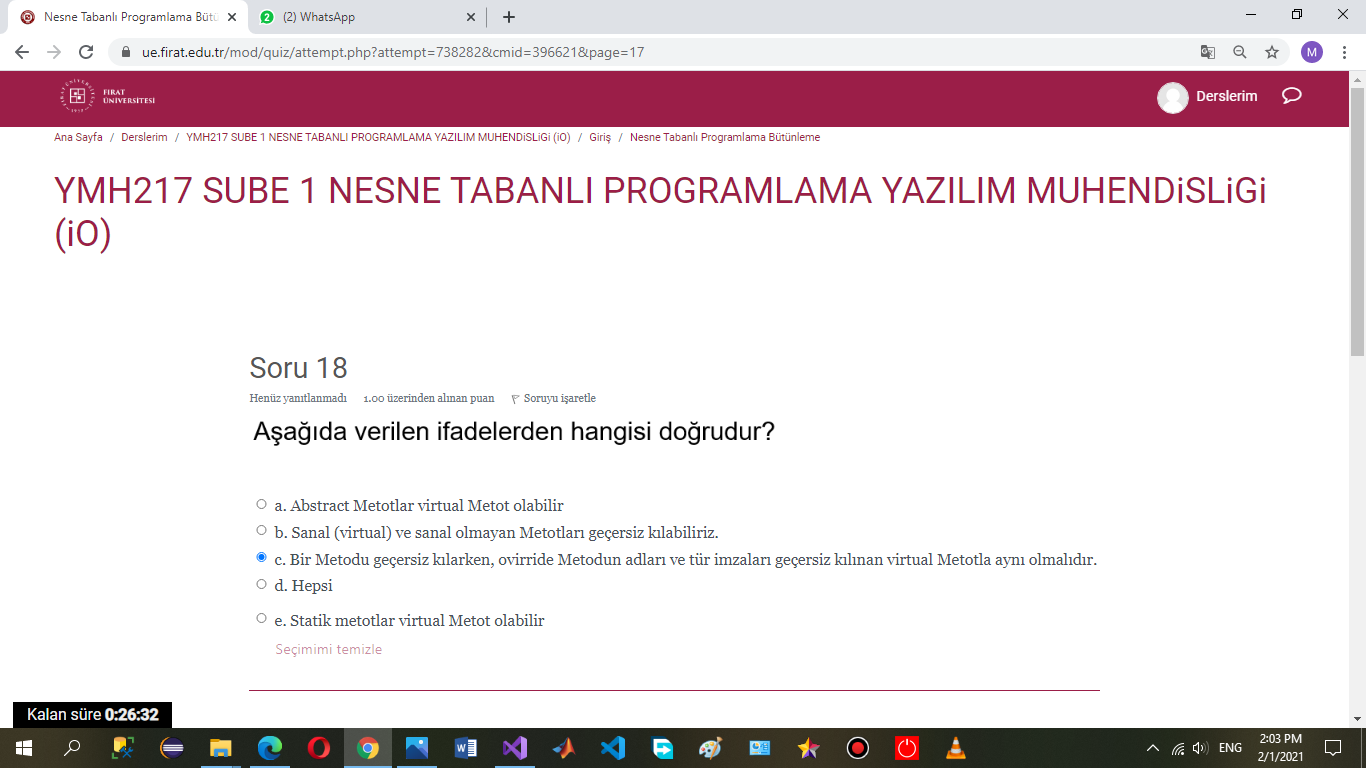 Nesne Tabanlı Programlama Bütü
(2) WhatsApp
ue.firat.edu.tr/mod/quiz/attempt.php?attempt=738282&cmid=396621&page=17
M
FIRAT
ÜNİVERSİTESİ
Derslerim
Ana Sayfa / Derslerim / YMH217 SUBE 1 NESNE TABANLI PROGRAMLAMA YAZILIM MUHENDiSLiGi (iO) / Giriş / Nesne Tabanlı Programlama Bütünleme
YMH217 SUBE 1 NESNE TABANLI PROGRAMLAMA YAZILIM MUHENDiSLiGi
(iO)
Soru 18
Henüz yanıtlanmadı 1.00 üzerinden alınan puan Soruyu işaretle
Aşağıda verilen ifadelerden hangisi doğrudur?
a. Abstract Metotlar virtual Metot olabilir
b. Sanal (virtual) ve sanal olmayan Metotları geçersiz kılabiliriz.
c. Bir Metodu geçersiz kılarken, ovirride Metodun adları ve tür imzaları geçersiz kılınan virtual Metotla aynı olmalıdır.
d. Hepsi
e. Statik metotlar virtual Metot olabilir
Seçimimi temizle
Kalan süre 0:26:32
ENG
2:03 PM
2/1/2021